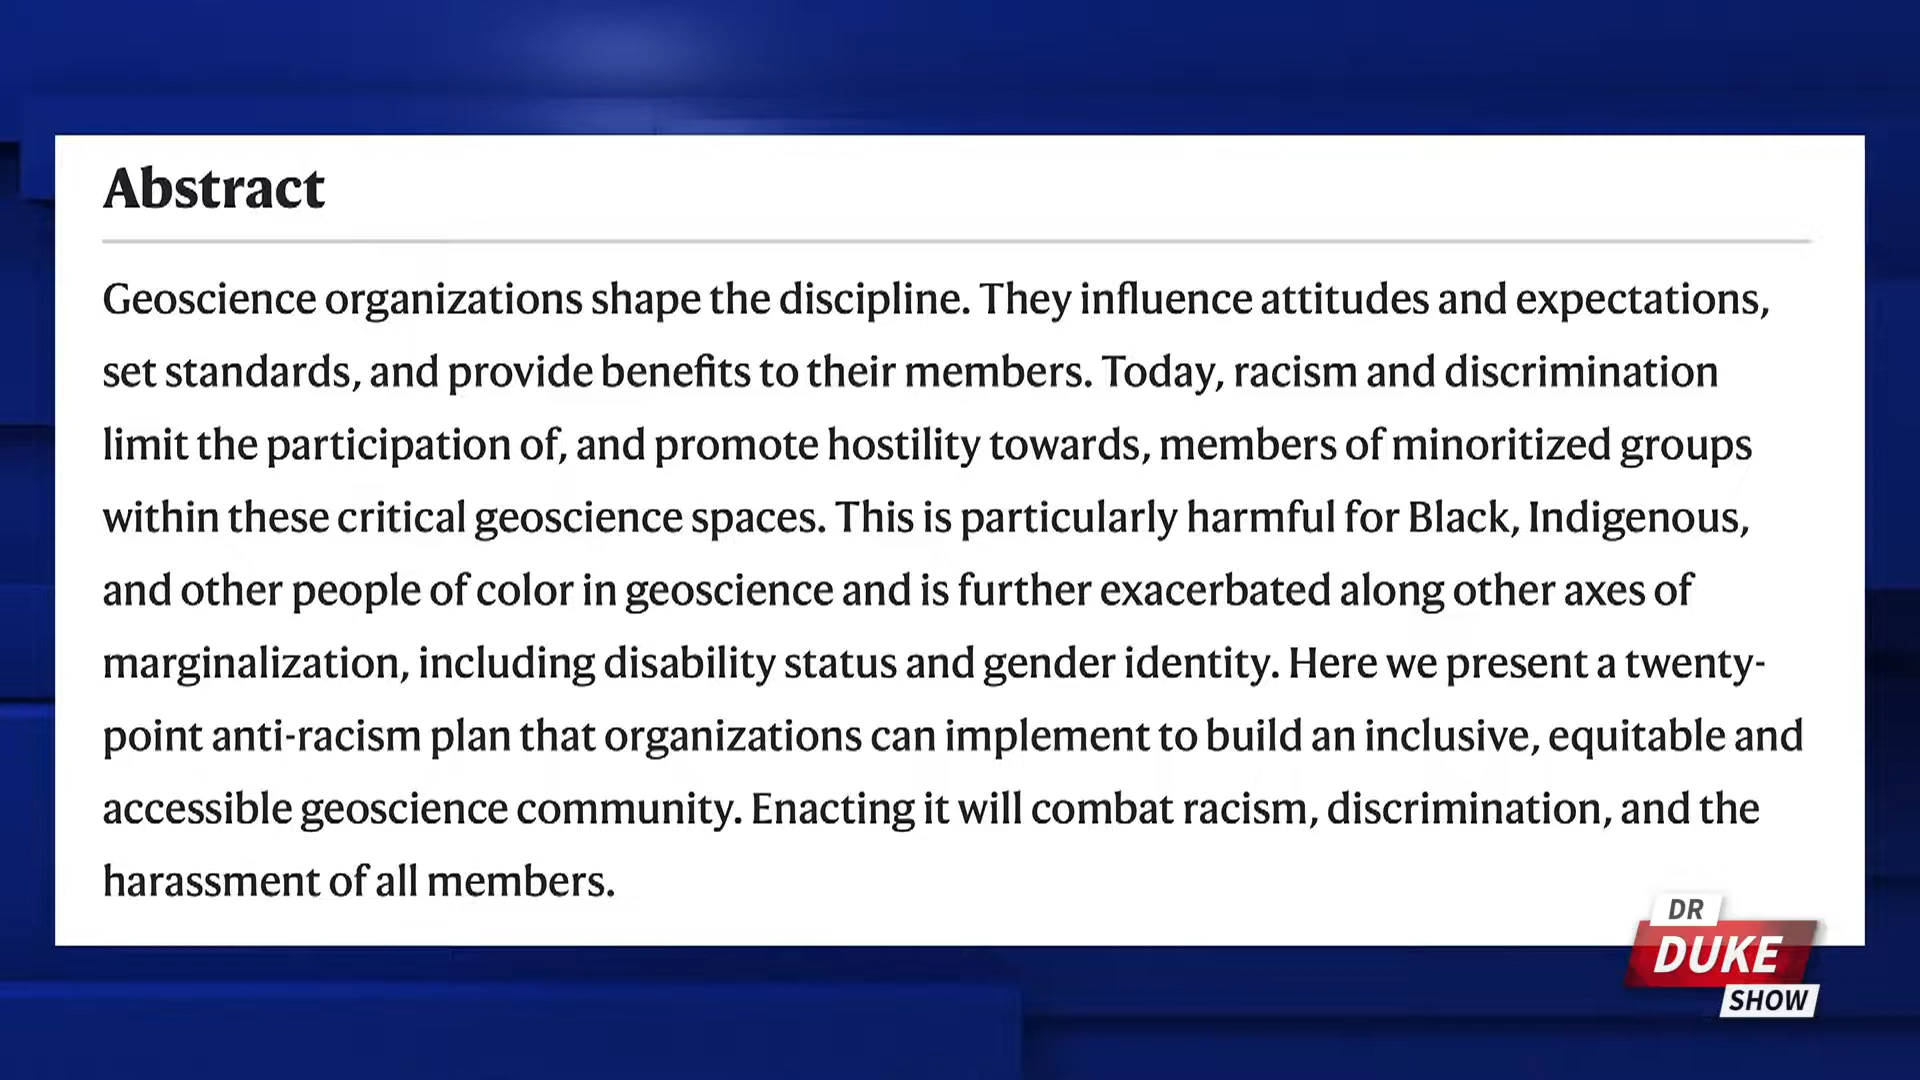 Abstract
Geoscience organizations shape the discipline. They influence attitudes and expectations,
set standards, and provide benefits to their members. Today, racism and discrimination
limit the participation of, and promote hostility towards, members of minoritized groups
within these critical geoscience spaces. This is particularly harmful for Black, Indigenous,
and other people of color in geoscience and is further exacerbated along other axes of
marginalization, including disability status and gender identity. Here we present a twenty-
point anti-racism plan that organizations can implement to build an inclusive, equitable and
accessible geoscience community. Enacting it will combat racism, discrimination, and the
harassment of all members.
DR
DUKE
SHOW